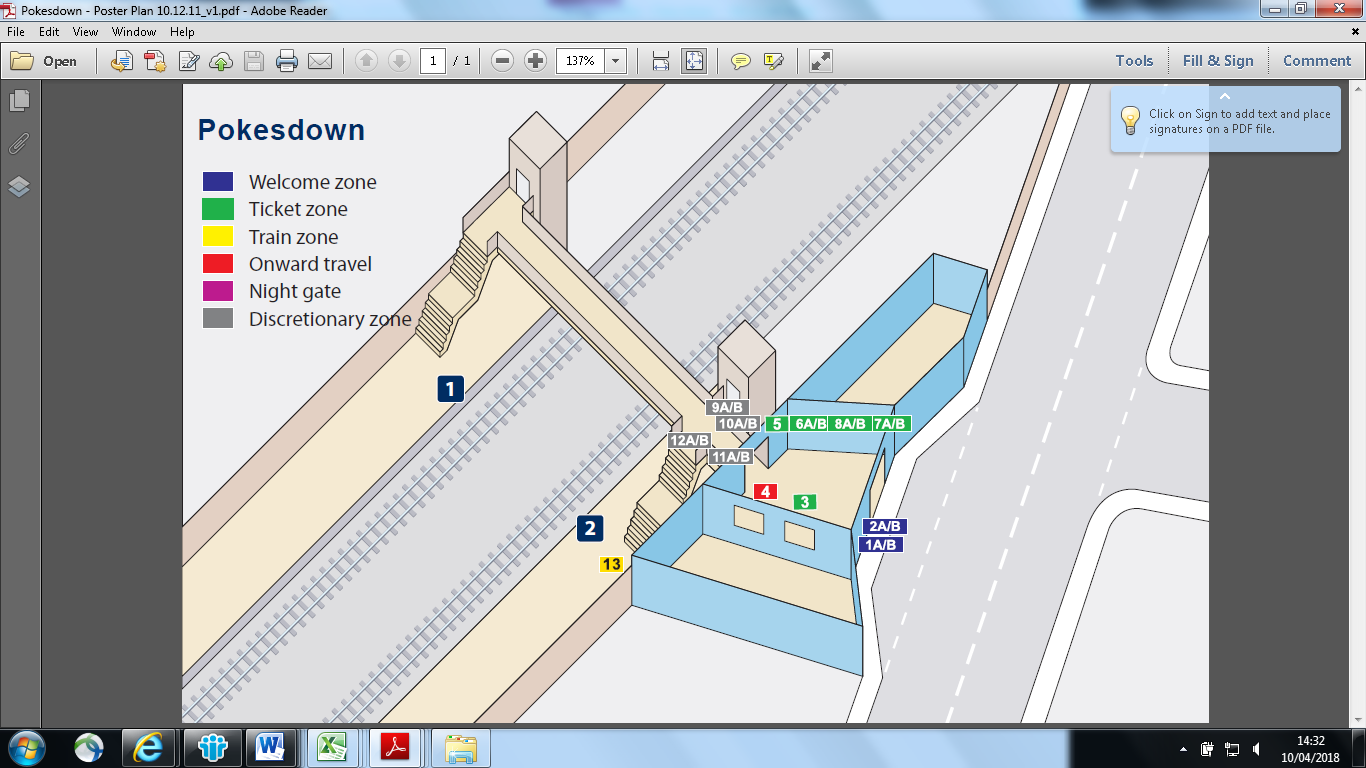 Pokesdown - Poster Plan 10.12.11_v1.pdf - Adobe Reader
File Edit View Window Help
Open 1 / 1 137% Tools Fill & Sign Comment
Click on Sign to add text and place
signatures on a PDF file.
Pokesdown
Welcome zone
Ticket zone
Train zone
Onward travel
Night gate
Discretionary zone
1
9A/B
10A/B 5 6A/B 8A/B 7A/B
12A/B
11A/B
4
3
2
2A/B
1A/B
13
14:32
10/04/2018